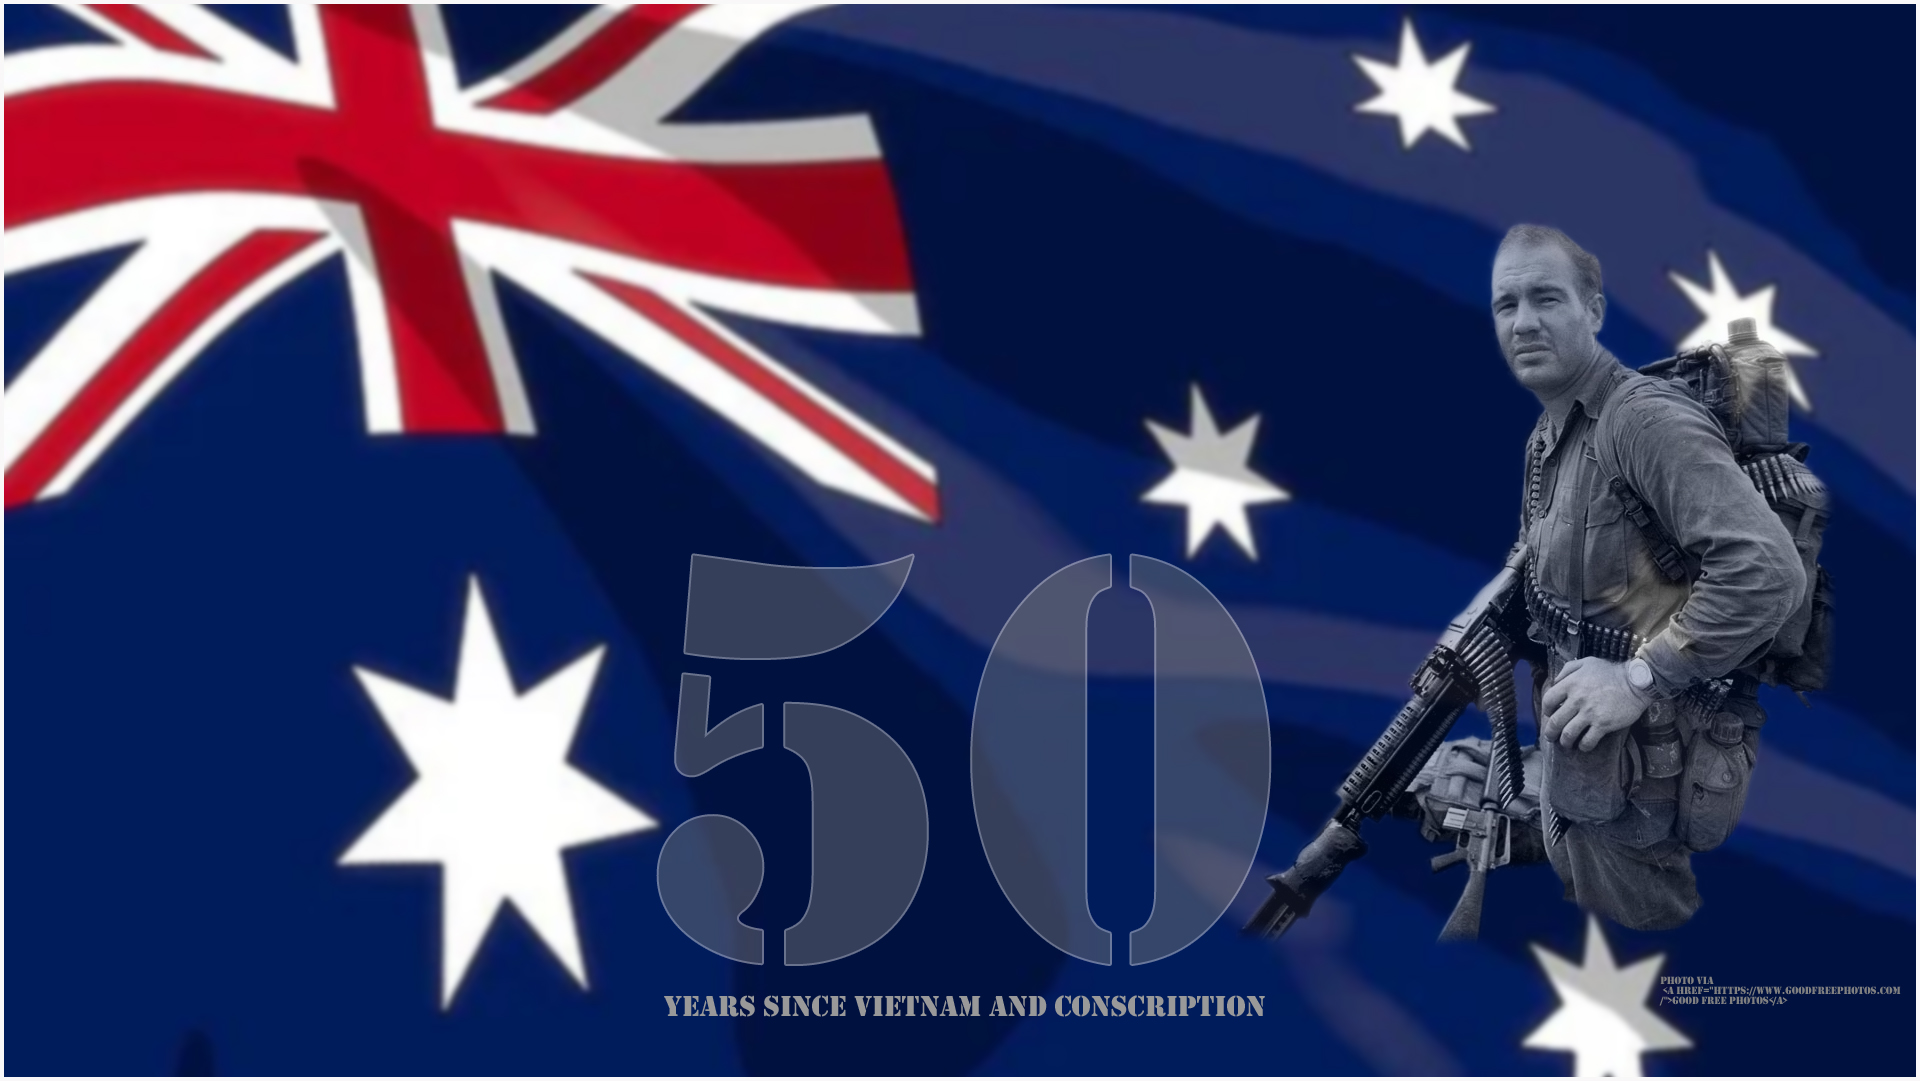 50
YEARS SINCE VIETNAM AND CONSCRIPTION
PHOTO VIA
<A HREF="HTTPS://WWW.GOODFREEPHOTOS.COM
/">GOOD FREE PHOTOS</A>